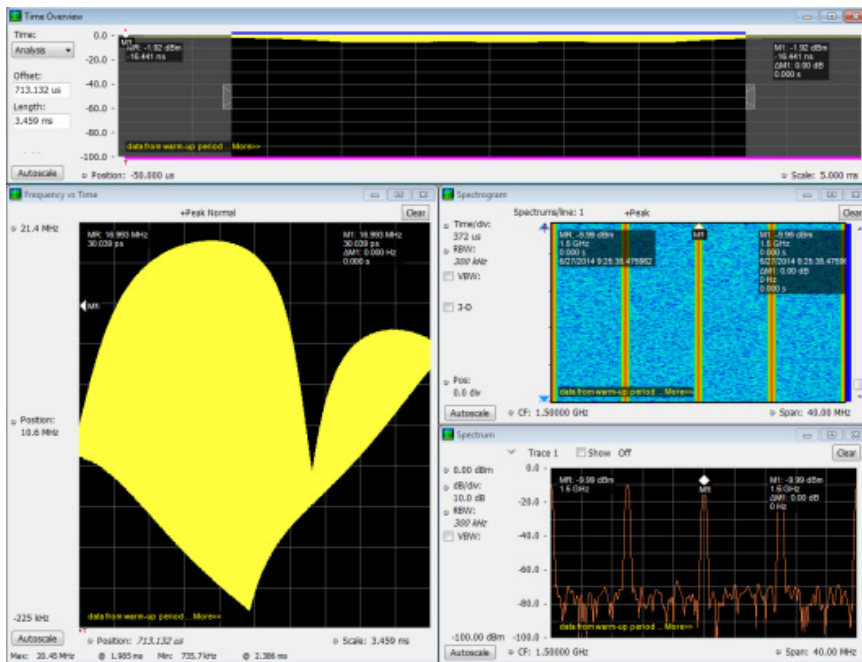 Time Overview
Time:
Analysis
Offset:
713.132 us
Length:
3.459 ms
Autoscale
0.0
-20.0
-40.0
-60.0
-80.0
-100.0
M1
MR: -1.92 dBm
-16.441 ns
M1: -1.92 dBm
-16.441 ns
ΔM1: 0.00 dB
0.000 s
data from warm-up period... More>>
Position: -50.000 us
Scale: 5.000 ms
Frequency vs Time
+Peak Normal
Clear
21.4 MHz
MR: 16.993 MHz
30.039 ps
M1: 16.993 MHz
30.039 ps
ΔM1: 0.000 Hz
0.000 s
Position:
10.6 MHz
-225 kHz
data from warm-up period... More>>
Autoscale
Position: 713.132 us
Scale: 3.459 ms
Max: 20.45 MHz @ 1.985 ms Min: 735.7 kHz @ 2.386 ms
Spectrogram
Spectrums/line: 1 +Peak
Clear
Time/div:
372 us
RBW:
300 kHz
VBW:
3-D
Pos:
0.0 div
Autoscale
MR: -9.99 dBm
1.5 GHz
0.000 s
M1
M1: -9.99 dBm
1.5 GHz
0.000 s
ΔM1: 0.00 dB
0 Hz
0.000 s
data from warm-up period... More>>
CF: 1.50000 GHz
Span: 40.00 MHz
Spectrum
Trace 1
Show Off
Clear
0.00 dBm
dB/div:
10.0 dB
RBW:
300 kHz
VBW:
-100.00 dBm
Autoscale
0.0
-20.0
-40.0
-60.0
-80.0
-100.0
MR: -9.99 dBm
1.5 GHz
M1
M1: -9.99 dBm
1.5 GHz
ΔM1: 0.00 dB
0 Hz
data from warm-up period... More>>
CF: 1.50000 GHz
Span: 40.00 MHz